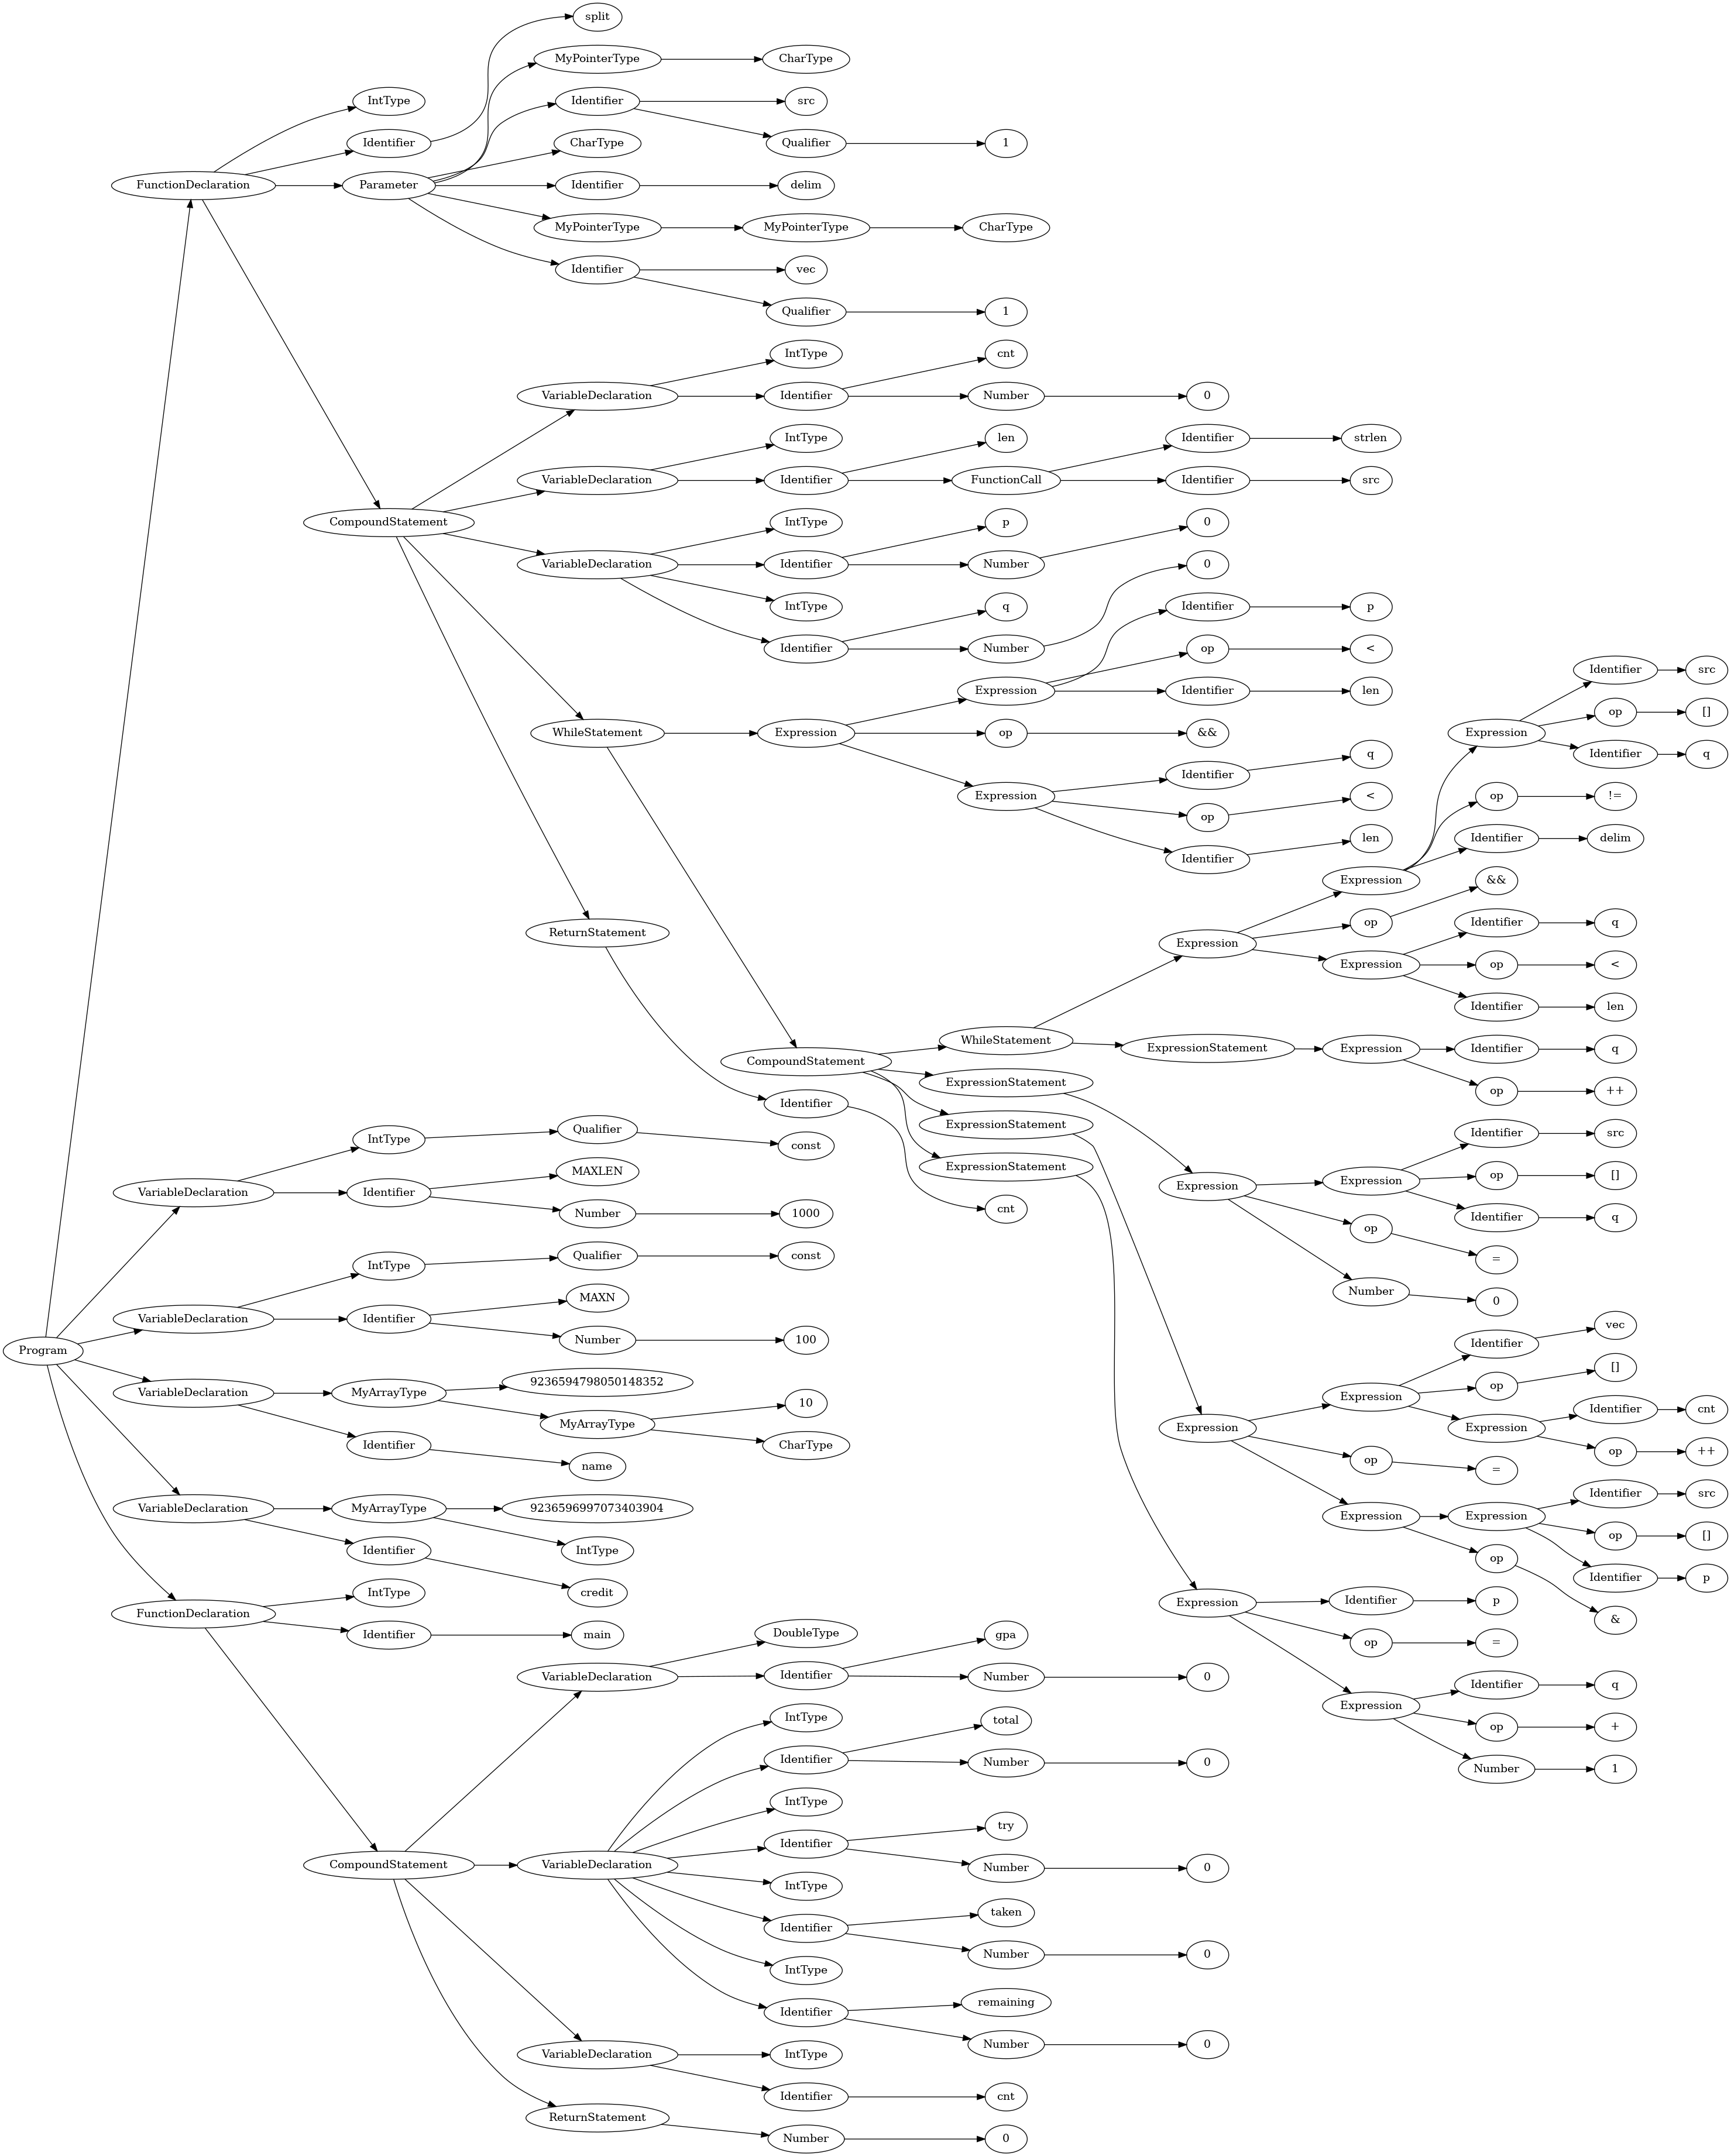 split
MyPointerType
CharType
IntType
Identifier
src
Identifier
CharType
Qualifier
1
FunctionDeclaration
Parameter
Identifier
delim
MyPointerType
MyPointerType
CharType
Identifier
vec
Qualifier
1
IntType
cnt
VariableDeclaration
Identifier
Number
0
IntType
len
Identifier
strlen
VariableDeclaration
Identifier
FunctionCall
Identifier
src
CompoundStatement
IntType
p
0
VariableDeclaration
Identifier
Number
0
IntType
q
Identifier
p
Identifier
Number
op
<
Identifier
src
Expression
Identifier
len
op
[]
WhileStatement
Expression
op
&&
Expression
Identifier
q
Identifier
q
Expression
Identifier
op
!=
op
<
Identifier
delim
Identifier
len
Expression
&&
op
Identifier
q
ReturnStatement
Expression
Expression
op
<
Identifier
len
WhileStatement
ExpressionStatement
Expression
Identifier
q
CompoundStatement
ExpressionStatement
op
++
Identifier
ExpressionStatement
Identifier
src
IntType
Qualifier
const
ExpressionStatement
MAXLEN
Expression
Expression
op
[]
VariableDeclaration
Identifier
Number
1000
cnt
Identifier
q
op
IntType
Qualifier
const
=
Number
0
MAXN
VariableDeclaration
Identifier
Number
100
Identifier
vec
Program
op
[]
VariableDeclaration
MyArrayType
9236594798050148352
Expression
MyArrayType
10
Expression
Expression
Identifier
cnt
Identifier
name
CharType
op
=
op
++
VariableDeclaration
MyArrayType
9236596997073403904
Expression
Expression
Identifier
src
Identifier
IntType
op
op
[]
IntType
credit
Identifier
p
FunctionDeclaration
Expression
Identifier
p
&
Identifier
main
DoubleType
gpa
op
=
VariableDeclaration
Identifier
Number
0
Identifier
q
IntType
total
Expression
op
+
Identifier
Number
0
Number
1
IntType
try
Identifier
CompoundStatement
VariableDeclaration
Number
0
IntType
taken
Identifier
Number
0
IntType
remaining
Identifier
Number
0
VariableDeclaration
IntType
Identifier
cnt
ReturnStatement
Number
0